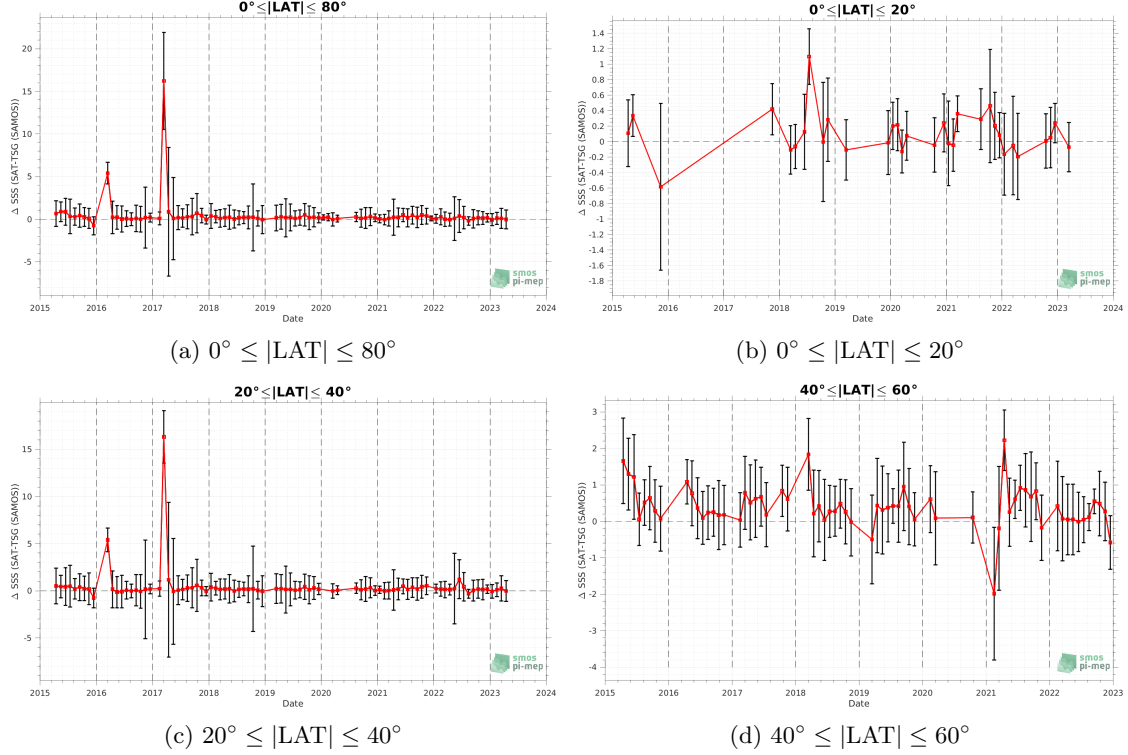 0°≤|LAT|≤ 80°
Δ SSS (SAT-TSG (SAMOS))
20
15
10
5
0
-5
2015 2016 2017 2018 2019 2020 2021 2022 2023 2024
Date
smos
pi-mep
(a) 0° ≤ |LAT| ≤ 80°
0°≤|LAT|≤ 20°
Δ SSS (SAT-TSG (SAMOS))
1.4
1.2
1
0.8
0.6
0.4
0.2
0
-0.2
-0.4
-0.6
-0.8
-1
-1.2
-1.4
-1.6
-1.8
2015 2016 2017 2018 2019 2020 2021 2022 2023 2024
Date
smos
pi-mep
(b) 0° ≤ |LAT| ≤ 20°
20°≤|LAT|≤ 40°
Δ SSS (SAT-TSG (SAMOS))
15
10
5
0
-5
2015 2016 2017 2018 2019 2020 2021 2022 2023 2024
Date
smos
pi-mep
(c) 20° ≤ |LAT| ≤ 40°
40°≤|LAT|≤ 60°
Δ SSS (SAT-TSG (SAMOS))
3
2
1
0
-1
-2
-3
-4
2015 2016 2017 2018 2019 2020 2021 2022 2023
Date
smos
pi-mep
(d) 40° ≤ |LAT| ≤ 60°